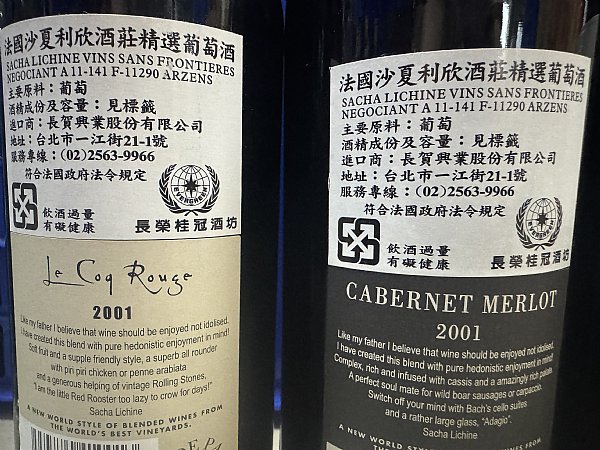 法國沙夏利欣酒莊精選葡萄酒
SACHA LICHINE VINS SANS FRONTIERES
NEGOCIANT A 11-141 F-11290 ARZENS
主要原料：葡萄
酒精成份及容量：見標籤
進口商：長賀興業股份有限公司
地址：台北市一江街21-1號
服務專線：(02)2563-9966
符合法國政府法令規定
EVERGREEN
飲酒過量
有礙健康
長榮桂冠酒坊
Le Coq Rouge
2001
Like my father I believe that wine should be enjoyed not idolised.
I have created this blend with pure hedonistic enjoyment in mind!
Soft fruit and a supple friendly style, a superb all rounder
with piri piri chicken or penne arabiata
and a generous helping of vintage Rolling Stones,
"I am the little Red Rooster too lazy to crow for days!"
Sacha Lichine
A NEW WORLD STYLE OF BLENDED WINES FROM
THE WORLD'S BEST VINEYARDS.
法國沙夏利欣酒莊精選葡萄酒
SACHA LICHINE VINS SANS FRONTIERES
NEGOCIANT A 11-141 F-11290 ARZENS
主要原料：葡萄
酒精成份及容量：見標籤
進口商：長賀興業股份有限公司
地址：台北市一江街21-1號
服務專線：(02)2563-9966
符合法國政府法令規定
EVERGREEN
飲酒過量
有礙健康
長榮桂冠酒坊
CABERNET MERLOT
2001
Like my father I believe that wine should be enjoyed not idolised.
I have created this blend with pure hedonistic enjoyment in mind!
Complex, rich and infused with cassis and a amazingly rich palate.
A perfect soul mate for wild boar sausages or carpaccio.
Switch off your mind with Bach's cello suites
and a rather large glass, "Adagio".
Sacha Lichine
A NEW WORLD STYLE OF BLENDED WINES FROM
THE WORLD'S BEST VINEYARDS.